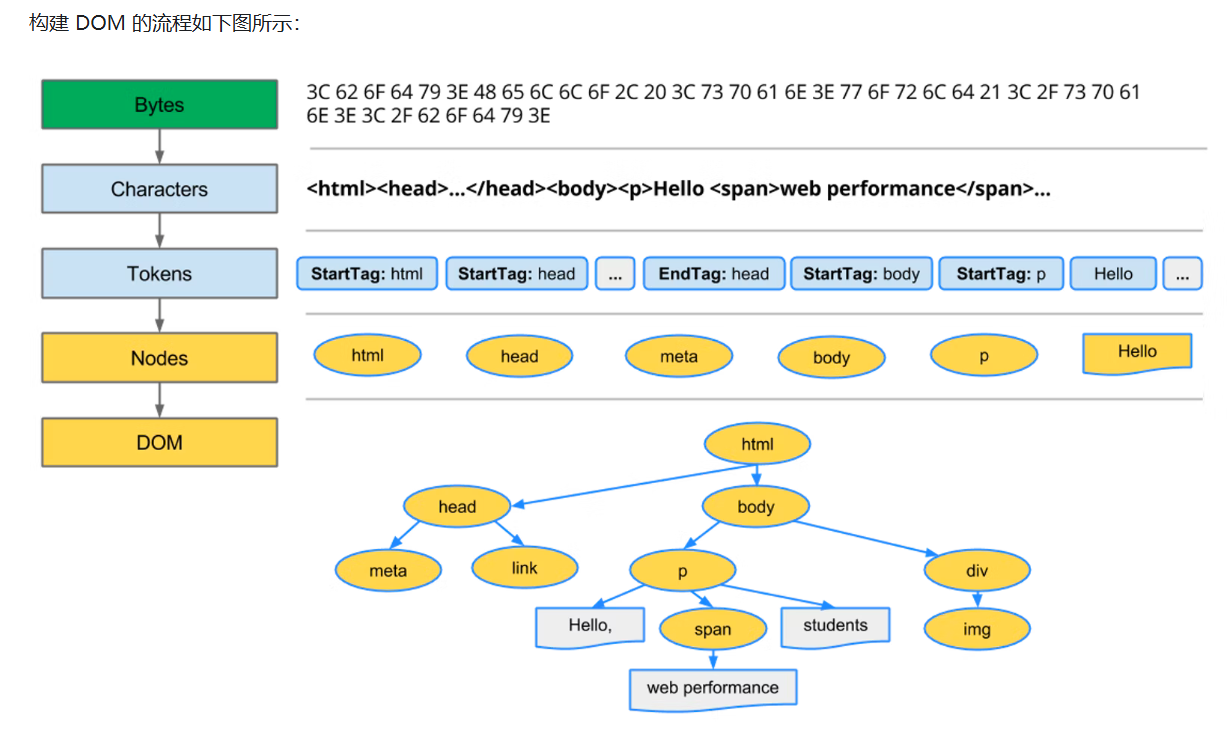 构建 DOM 的流程如下图所示：
Bytes
3C 62 6F 64 79 3E 48 65 6C 6C 6F 2C 20 3C 73 70 61 6E 3E 77 6F 72 6C 64 21 3C 2F 73 70 61
6E 3E 3C 2F 62 6F 64 79 3E
Characters
<html><head>...</head><body><p>Hello <span>web performance</span>...
Tokens
StartTag: html
StartTag: head
...
EndTag: head
StartTag: body
StartTag: p
Hello
...
Nodes
html
head
meta
body
p
Hello
DOM
html
head
body
meta
link
p
div
Hello,
span
students
img
web performance